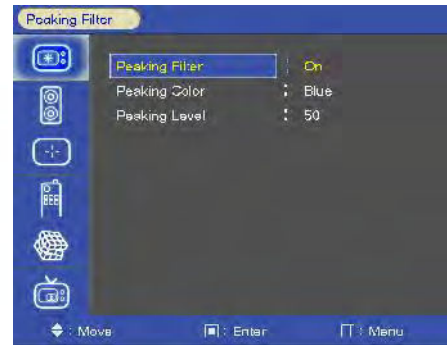 Peaking Filter
Peaking Filter : On
Peaking Color : Blue
Peaking Level : 50
: Move : Enter : Menu